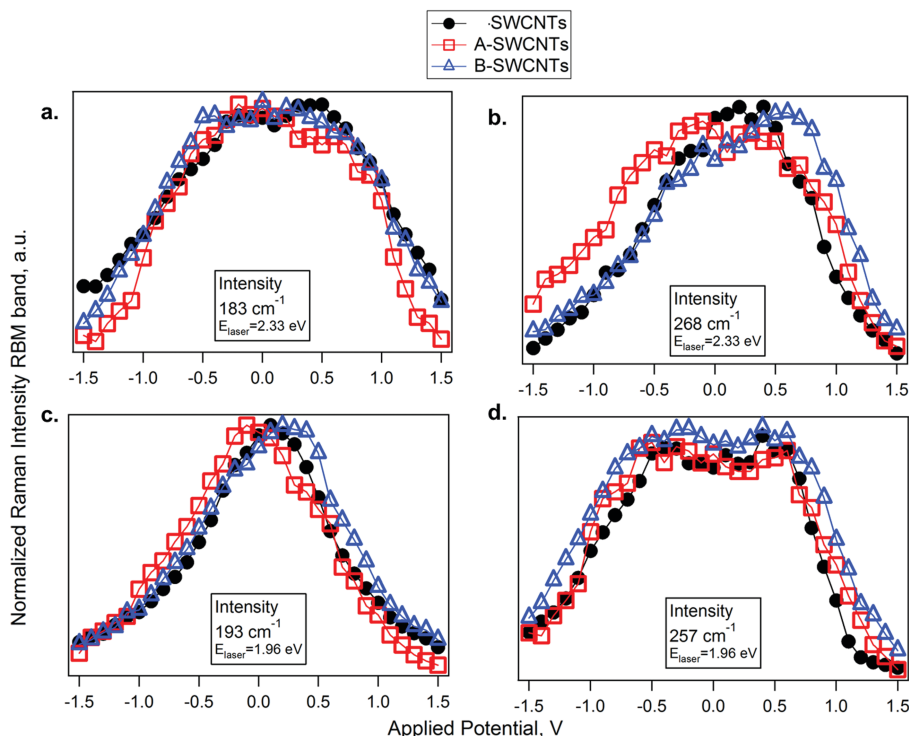 ·SWCNTs
A-SWCNTs
B-SWCNTs
Normalized Raman Intensity RBM band, a.u.
a.
Intensity
183 cm⁻¹
E_laser=2.33 eV
-1.5 -1.0 -0.5 0.0 0.5 1.0 1.5
b.
Intensity
268 cm⁻¹
E_laser=2.33 eV
-1.5 -1.0 -0.5 0.0 0.5 1.0 1.5
c.
Intensity
193 cm⁻¹
E_laser=1.96 eV
-1.5 -1.0 -0.5 0.0 0.5 1.0 1.5
d.
Intensity
257 cm⁻¹
E_laser=1.96 eV
-1.5 -1.0 -0.5 0.0 0.5 1.0 1.5
Applied Potential, V